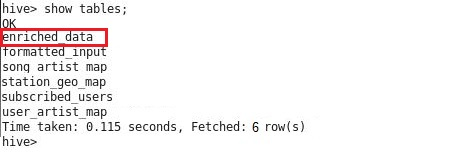 hive> show tables;
OK
enriched_data
formatted_input
song_artist_map
station_geo_map
subscribed_users
user_artist_map
Time taken: 0.115 seconds, Fetched: 6 row(s)
hive>